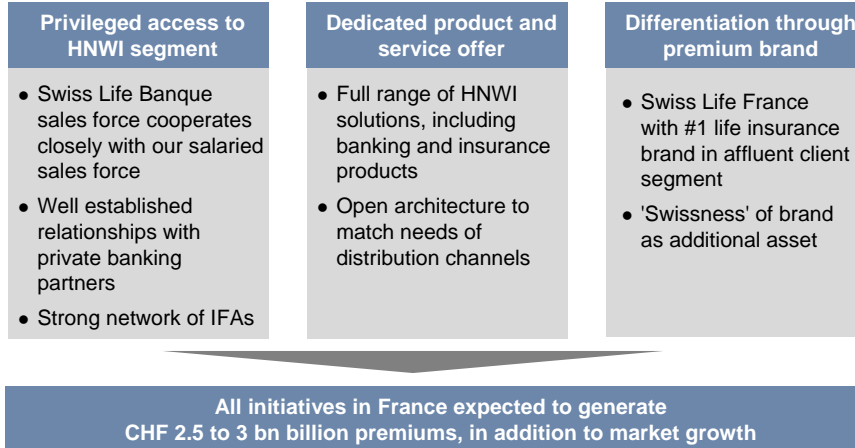 Privileged access to
HNWI segment
● Swiss Life Banque
sales force cooperates
closely with our salaried
sales force
● Well established
relationships with
private banking
partners
● Strong network of IFAs
Dedicated product and
service offer
● Full range of HNWI
solutions, including
banking and insurance
products
● Open architecture to
match needs of
distribution channels
Differentiation through
premium brand
● Swiss Life France
with #1 life insurance
brand in affluent client
segment
● 'Swissness' of brand
as additional asset
All initiatives in France expected to generate
CHF 2.5 to 3 bn billion premiums, in addition to market growth